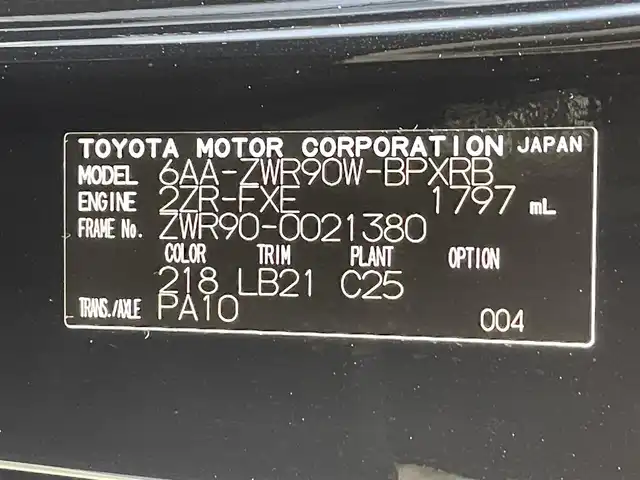 TOYOTA MOTOR CORPORATION JAPAN
MODEL 6AA-ZWR90W-BPXRB
ENGINE 2ZR-FXE 1797 mL
FRAME No. ZWR90-0021380
COLOR TRIM PLANT OPTION
218 LB21 C25
TRANS./AXLE PA10 004